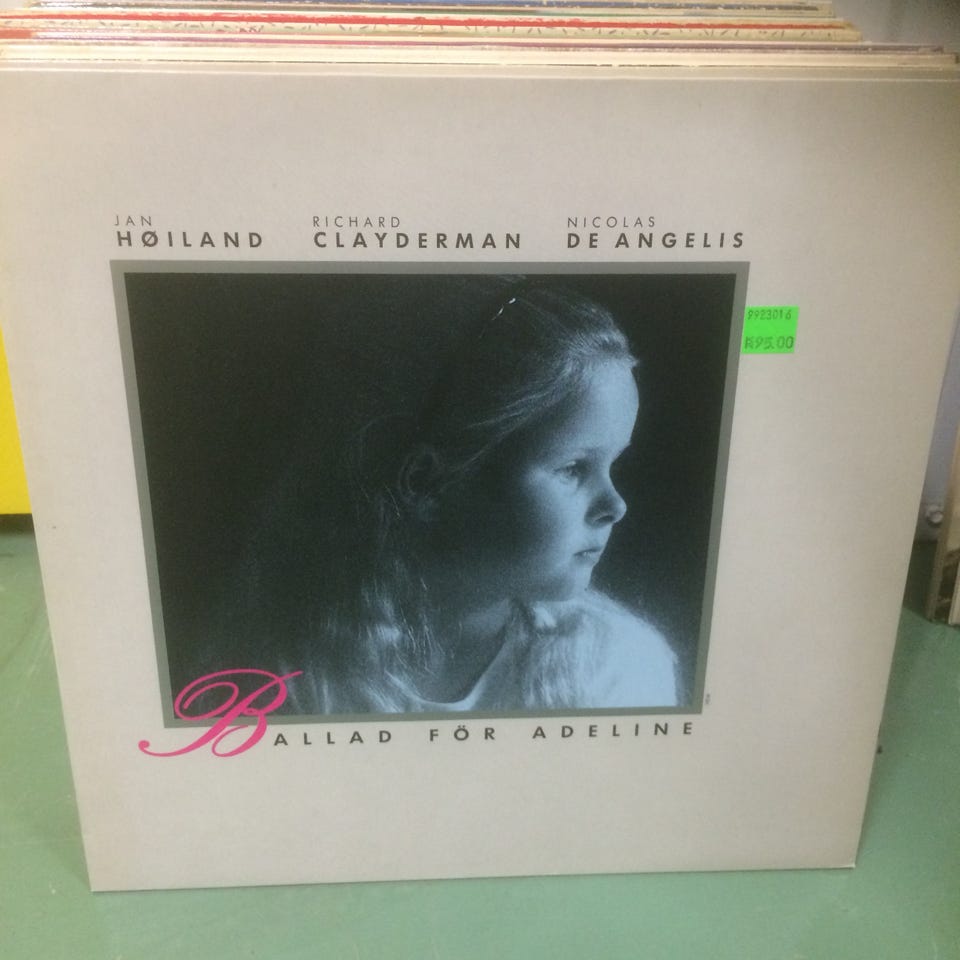 JAN
HØILAND
RICHARD
CLAYDERMAN
NICOLAS
DE ANGELIS
9923016
95.00
BALLAD FÖR ADELINE